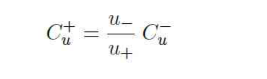 C_u^+ = \frac{u_-}{u_+} C_u^-